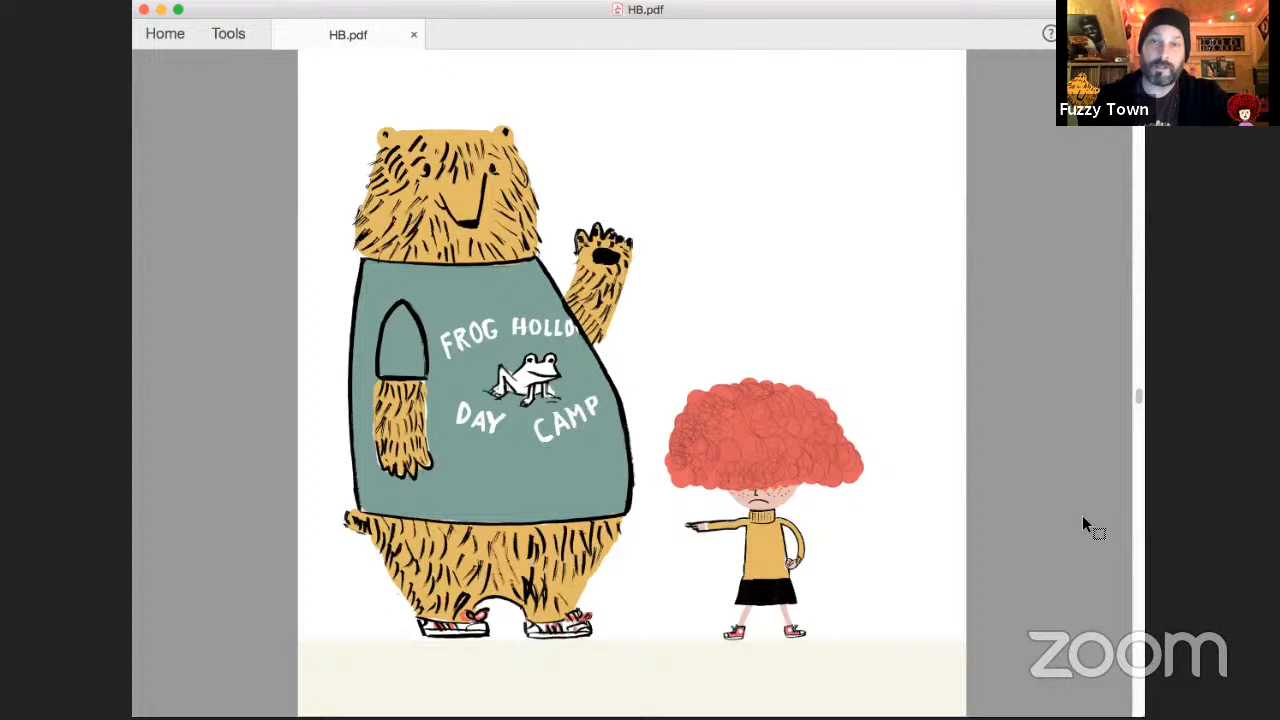 HB.pdf
Home
Tools
HB.pdf
Fuzzy Town
FROG HOLLO
DAY CAMP
zoom